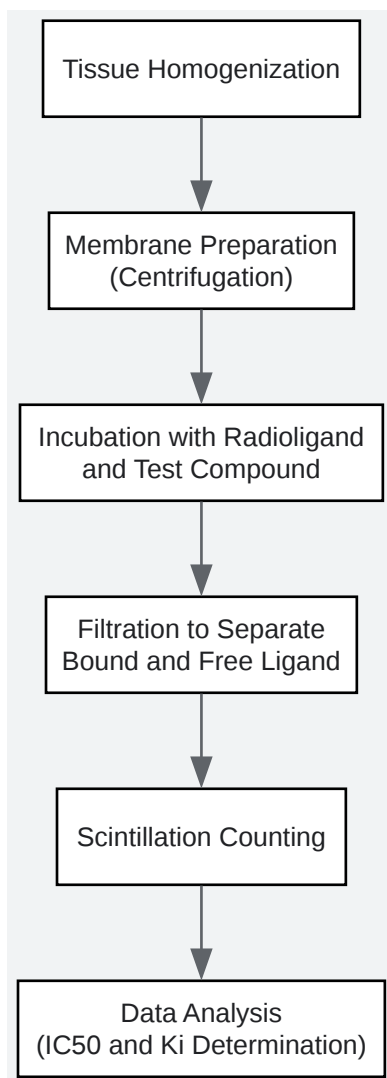 Tissue Homogenization
Membrane Preparation
(Centrifugation)
Incubation with Radioligand
and Test Compound
Filtration to Separate
Bound and Free Ligand
Scintillation Counting
Data Analysis
(IC50 and Ki Determination)